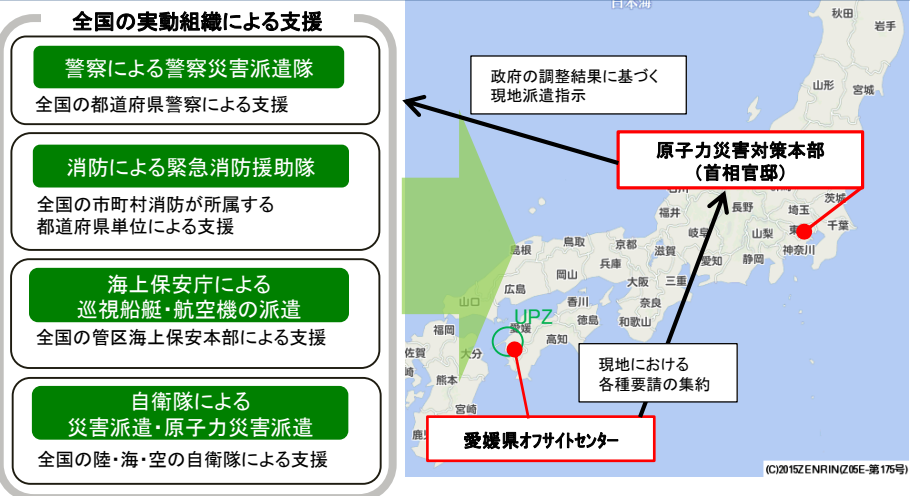 全国の実動組織による支援
警察による警察災害派遣隊
全国の都道府県警察による支援
消防による緊急消防援助隊
全国の市町村消防が所属する
都道府県単位による支援
海上保安庁による
巡視船艇・航空機の派遣
全国の管区海上保安本部による支援
自衛隊による
災害派遣・原子力災害派遣
全国の陸・海・空の自衛隊による支援
日本海
政府の調整結果に基づく
現地派遣指示
原子力災害対策本部
（首相官邸）
現地における
各種要請の集約
愛媛県オフサイトセンター
UPZ
秋田
岩手
山形
宮城
茨城
埼玉
千葉
神奈川
長野
山梨
静岡
福井
岐阜
愛知
滋賀
三重
京都
兵庫
大阪
奈良
和歌山
鳥取
島根
岡山
広島
山口
香川
徳島
愛媛
高知
福岡
佐賀
大分
熊本
宮崎
(C)2015ZENRIN(Z05E-第175号)